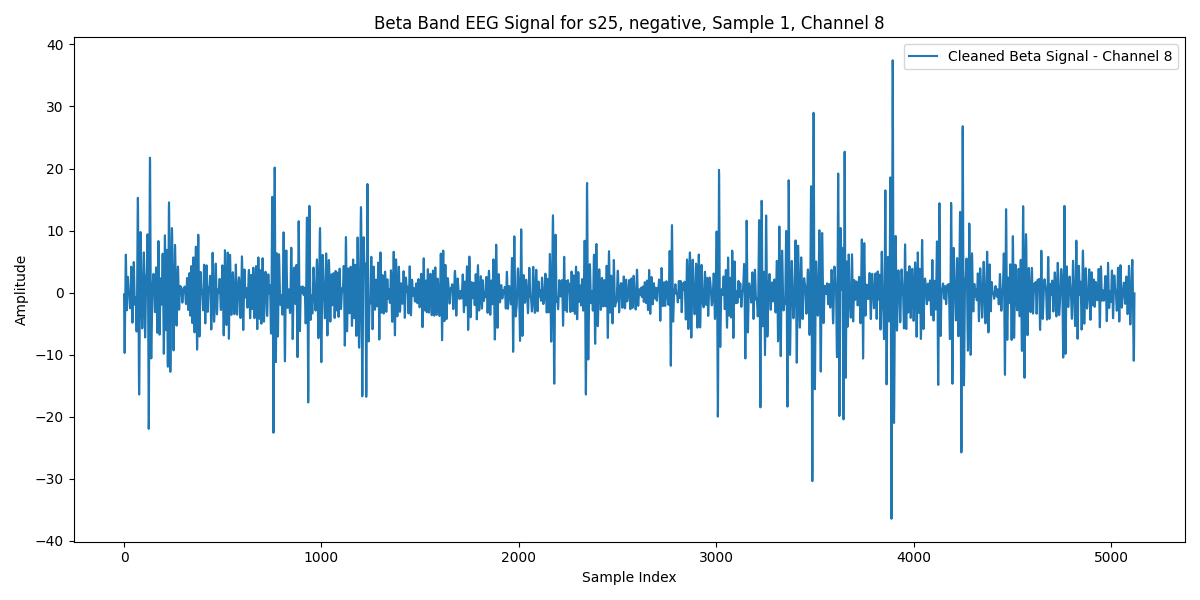 Beta Band EEG Signal for s25, negative, Sample 1, Channel 8
Cleaned Beta Signal - Channel 8
40
30
20
10
0
−10
−20
−30
−40
Amplitude
0 1000 2000 3000 4000 5000
Sample Index